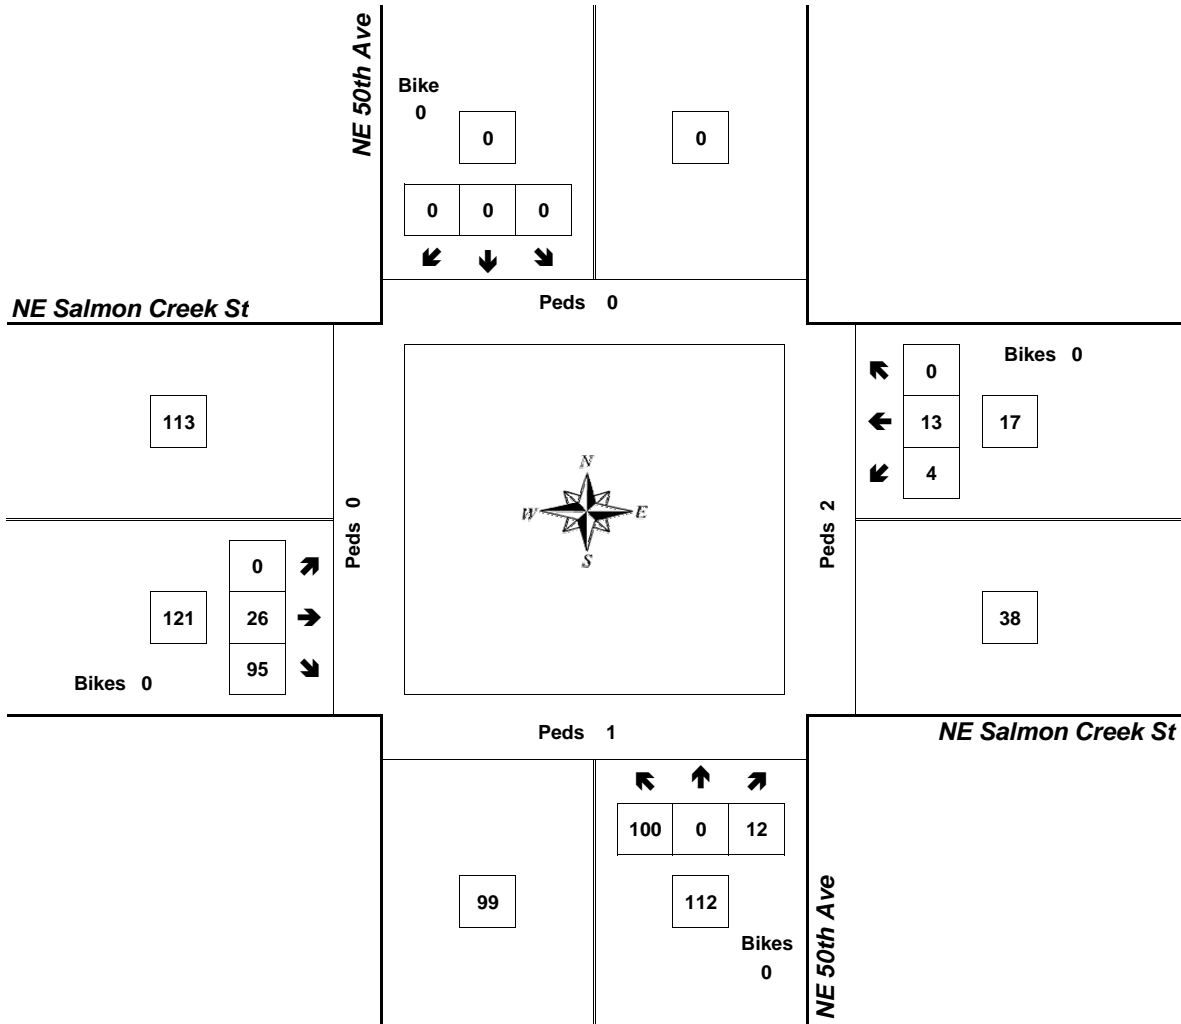 NE 50th Ave
Bike
0
0
0
0 0 0
Peds 0
NE Salmon Creek St
0
Bikes 0
113
13
17
4
N
W E
S
Peds 0
Peds 2
0
121
26
38
95
Bikes 0
Peds 1
NE Salmon Creek St
100 0 12
99
112
Bikes
0
NE 50th Ave